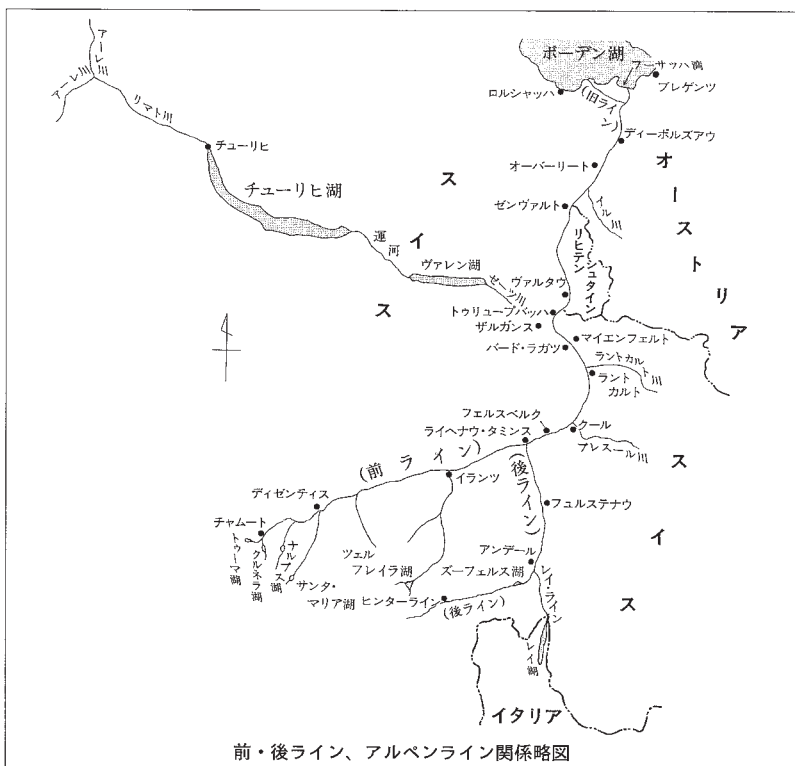 アーレ川
アーレ川
リマト川
チューリヒ
チューリヒ湖
運河
ヴァレン湖
セーツ川
スイス
ボーデン湖
フーサッハ湾
ブレゲンツ
ロルシャッハ
(旧ライン)
ディーポルズアウ
オーバーリート
オーストリア
ゼンヴァルト
イル川
リヒテン
シュタイン
ヴァルタウ
トゥリューブバッハ
ザルガンス
マイエンフェルト
バード・ラガツ
ラントカルト川
ラント
カルト
フェルスベルク
クール
ライヘナウ・タミンス
プレスール川
(前ライン)
(後ライン)
イランツ
ディゼンティス
フュルステナウ
チャムート
トゥーマ湖
クルネラ湖
ナルプス湖
サンタ・
マリア湖
ツェル
フレイラ湖
アンデール
ズーフェルス湖
ヒンターライン
(後ライン)
レイ・ライン
レイ湖
スイス
イタリア
前・後ライン、アルペンライン関係略図